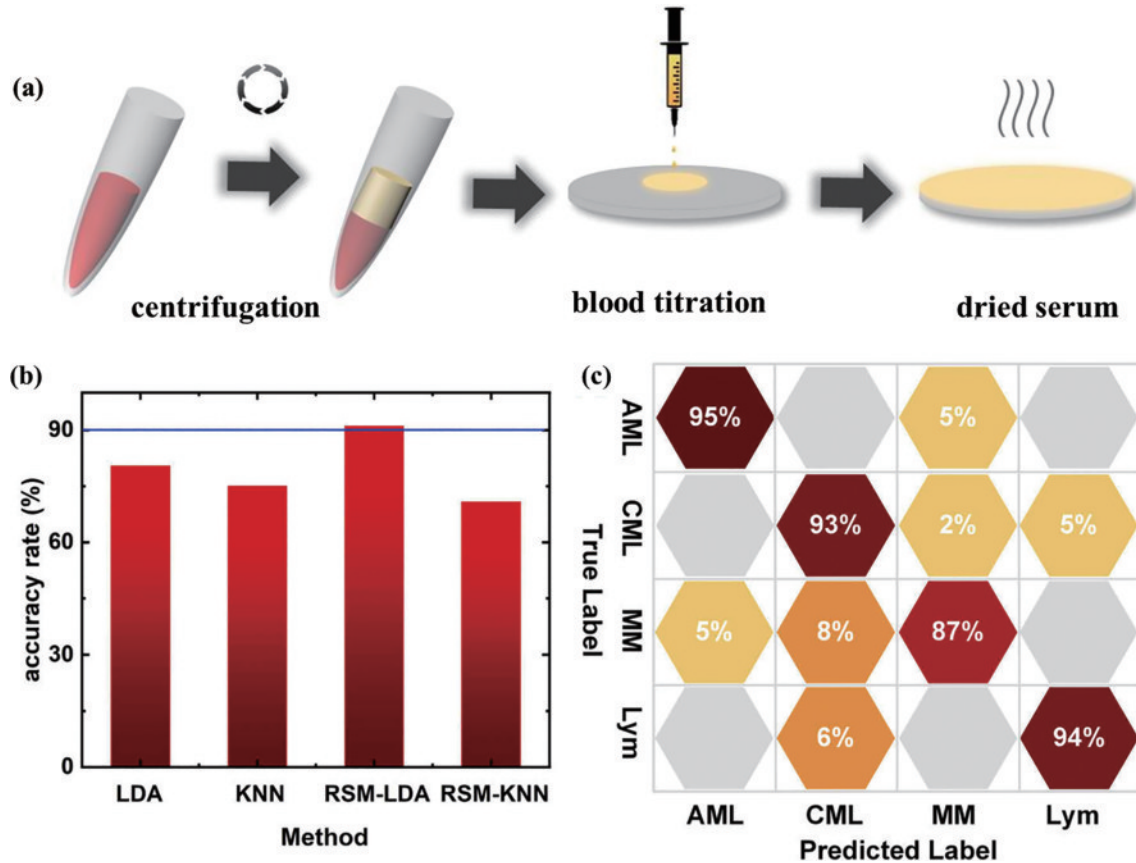 (a)
centrifugation
blood titration
dried serum
(b)
90
60
30
0
accuracy rate (%)
LDA KNN RSM-LDA RSM-KNN
Method
(c)
True Label
AML 95% 5%
CML 93% 2% 5%
MM 5% 8% 87%
Lym 6% 94%
AML CML MM Lym
Predicted Label